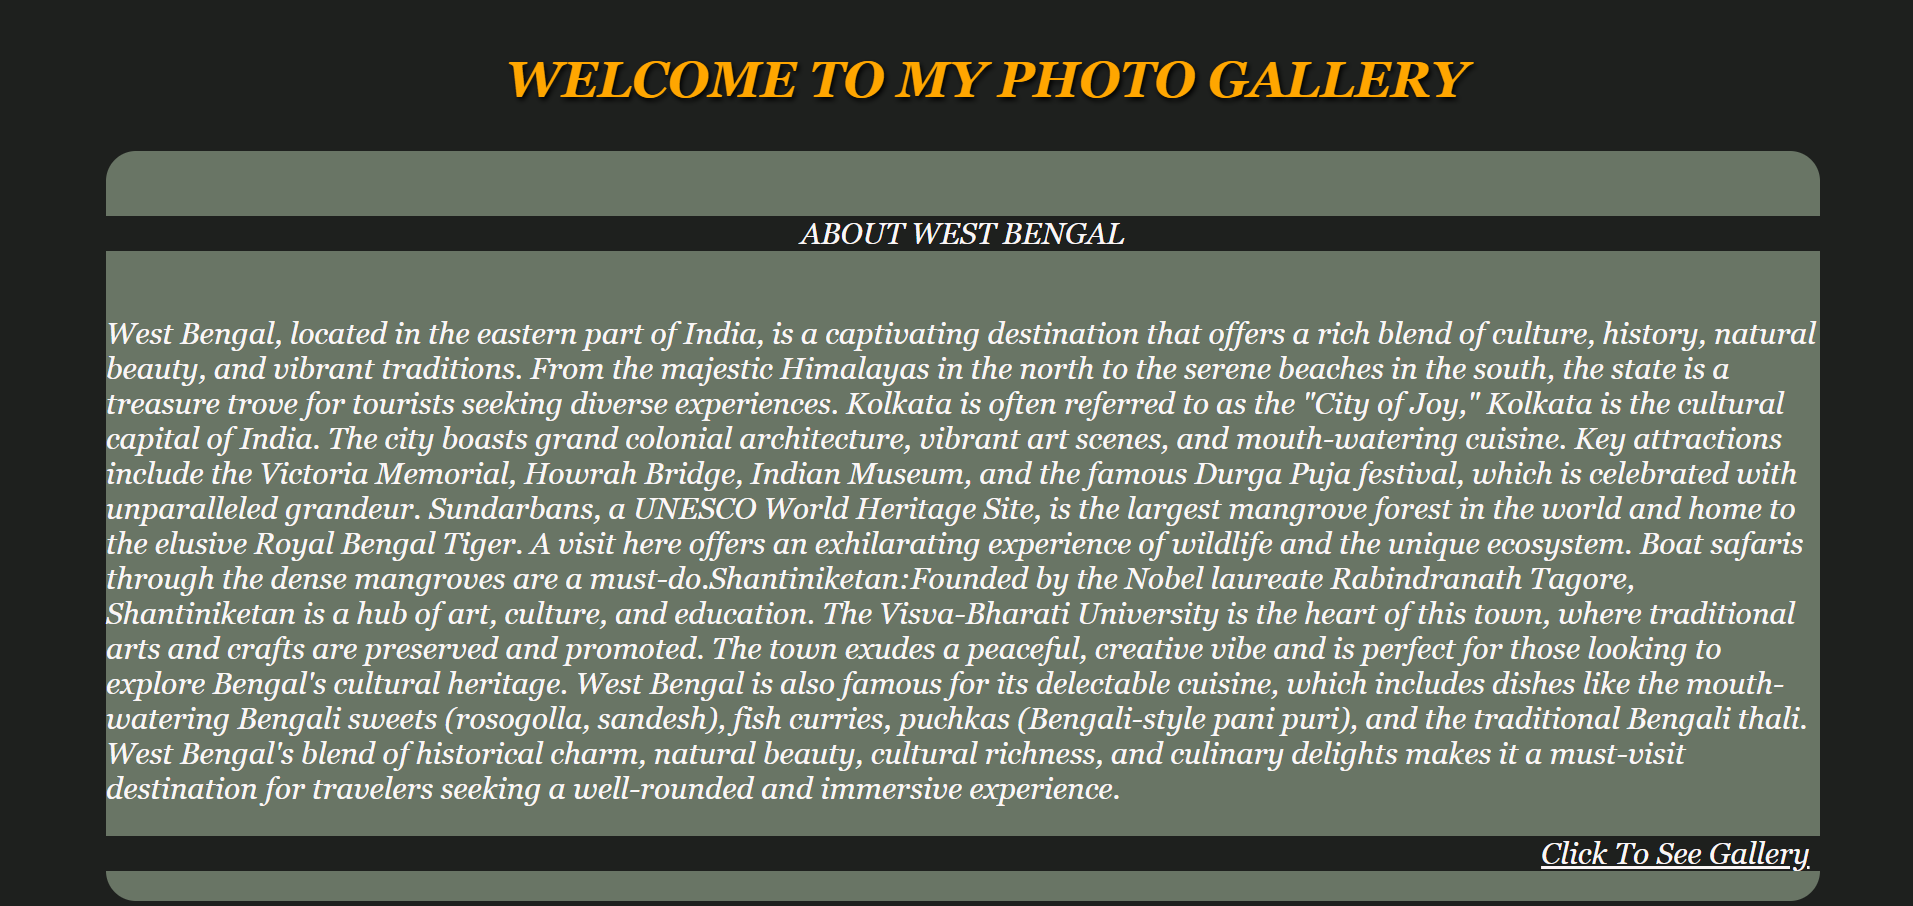 WELCOME TO MY PHOTO GALLERY
ABOUT WEST BENGAL
West Bengal, located in the eastern part of India, is a captivating destination that offers a rich blend of culture, history, natural
beauty, and vibrant traditions. From the majestic Himalayas in the north to the serene beaches in the south, the state is a
treasure trove for tourists seeking diverse experiences. Kolkata is often referred to as the "City of Joy," Kolkata is the cultural
capital of India. The city boasts grand colonial architecture, vibrant art scenes, and mouth-watering cuisine. Key attractions
include the Victoria Memorial, Howrah Bridge, Indian Museum, and the famous Durga Puja festival, which is celebrated with
unparalleled grandeur. Sundarbans, a UNESCO World Heritage Site, is the largest mangrove forest in the world and home to
the elusive Royal Bengal Tiger. A visit here offers an exhilarating experience of wildlife and the unique ecosystem. Boat safaris
through the dense mangroves are a must-do.Shantiniketan:Founded by the Nobel laureate Rabindranath Tagore,
Shantiniketan is a hub of art, culture, and education. The Visva-Bharati University is the heart of this town, where traditional
arts and crafts are preserved and promoted. The town exudes a peaceful, creative vibe and is perfect for those looking to
explore Bengal's cultural heritage. West Bengal is also famous for its delectable cuisine, which includes dishes like the mouth-
watering Bengali sweets (rosogolla, sandesh), fish curries, puchkas (Bengali-style pani puri), and the traditional Bengali thali.
West Bengal's blend of historical charm, natural beauty, cultural richness, and culinary delights makes it a must-visit
destination for travelers seeking a well-rounded and immersive experience.
Click To See Gallery